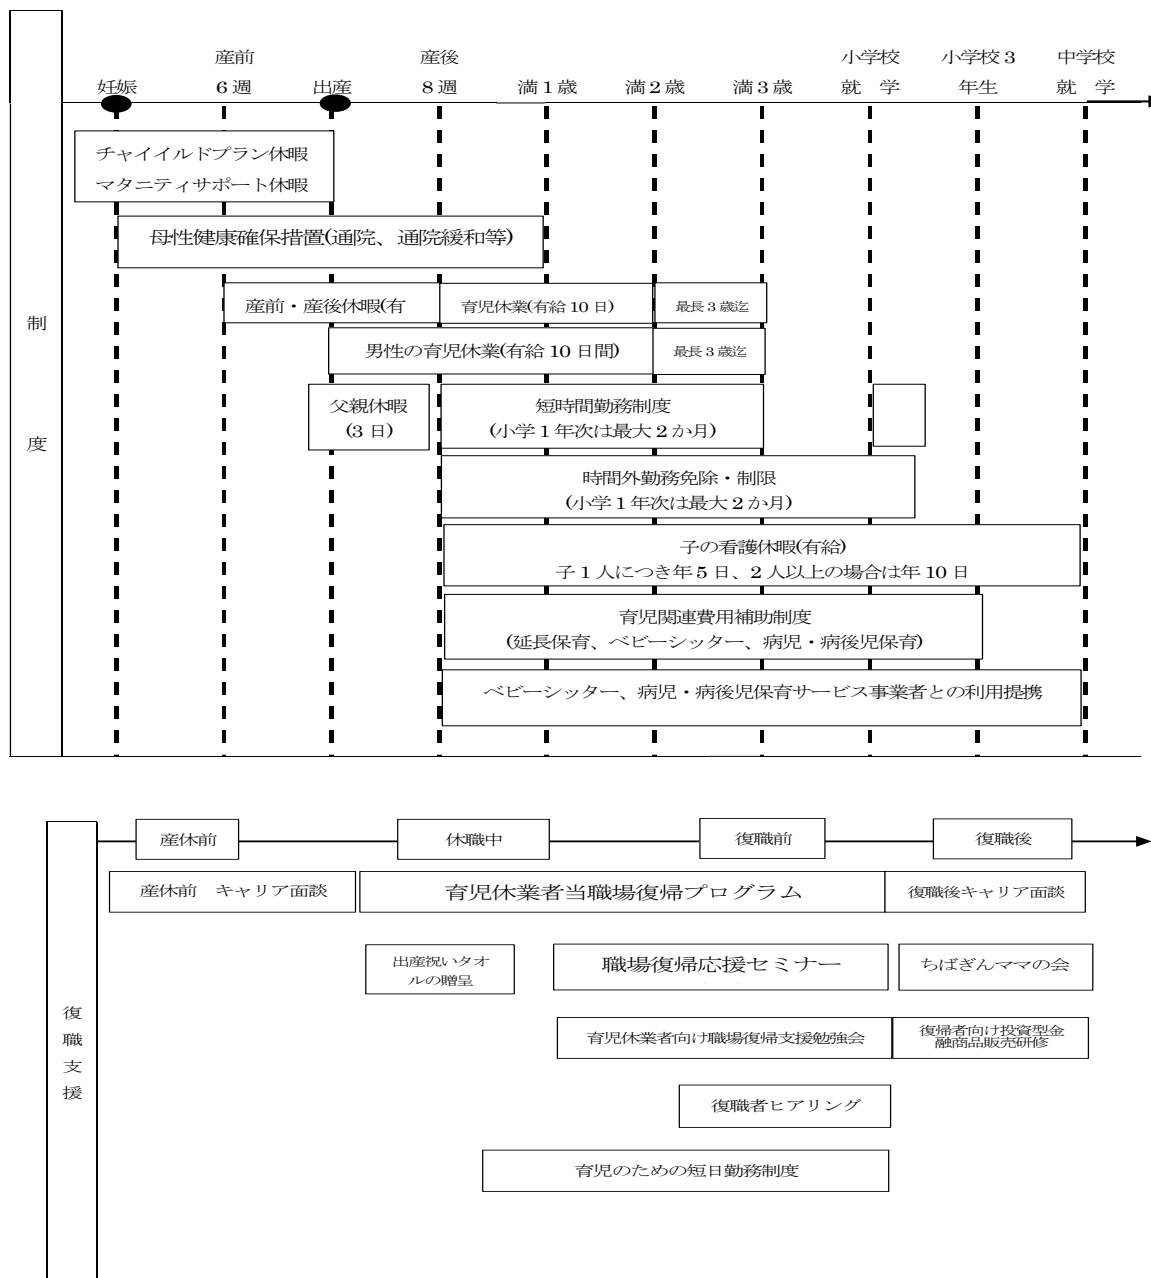 産前 産後 小学校 小学校3 中学校
妊娠 6週 出産 8週 満1歳 満2歳 満3歳 就 学 年生 就 学
制
度
チャイイルドプラン休暇
マタニティサポート休暇
母性健康確保措置(通院、通院緩和等)
産前・産後休暇(有 育児休業(有給10日) 最長3歳迄
男性の育児休業(有給10日間) 最長3歳迄
父親休暇
(3日)
短時間勤務制度
(小学1年次は最大2か月)
時間外勤務免除・制限
(小学1年次は最大2か月)
子の看護休暇(有給)
子1人につき年5日、2人以上の場合は年10日
育児関連費用補助制度
(延長保育、ベビーシッター、病児・病後児保育)
ベビーシッター、病児・病後児保育サービス事業者との利用提携
復
職
支
援
産休前 休職中 復職前 復職後
産休前 キャリア面談 育児休業者当職場復帰プログラム 復職後キャリア面談
出産祝いタオ
ルの贈呈
職場復帰応援セミナー ちばぎんママの会
育児休業者向け職場復帰支援勉強会
復帰者向け投資型金
融商品販売研修
復職者ヒアリング
育児のための短日勤務制度